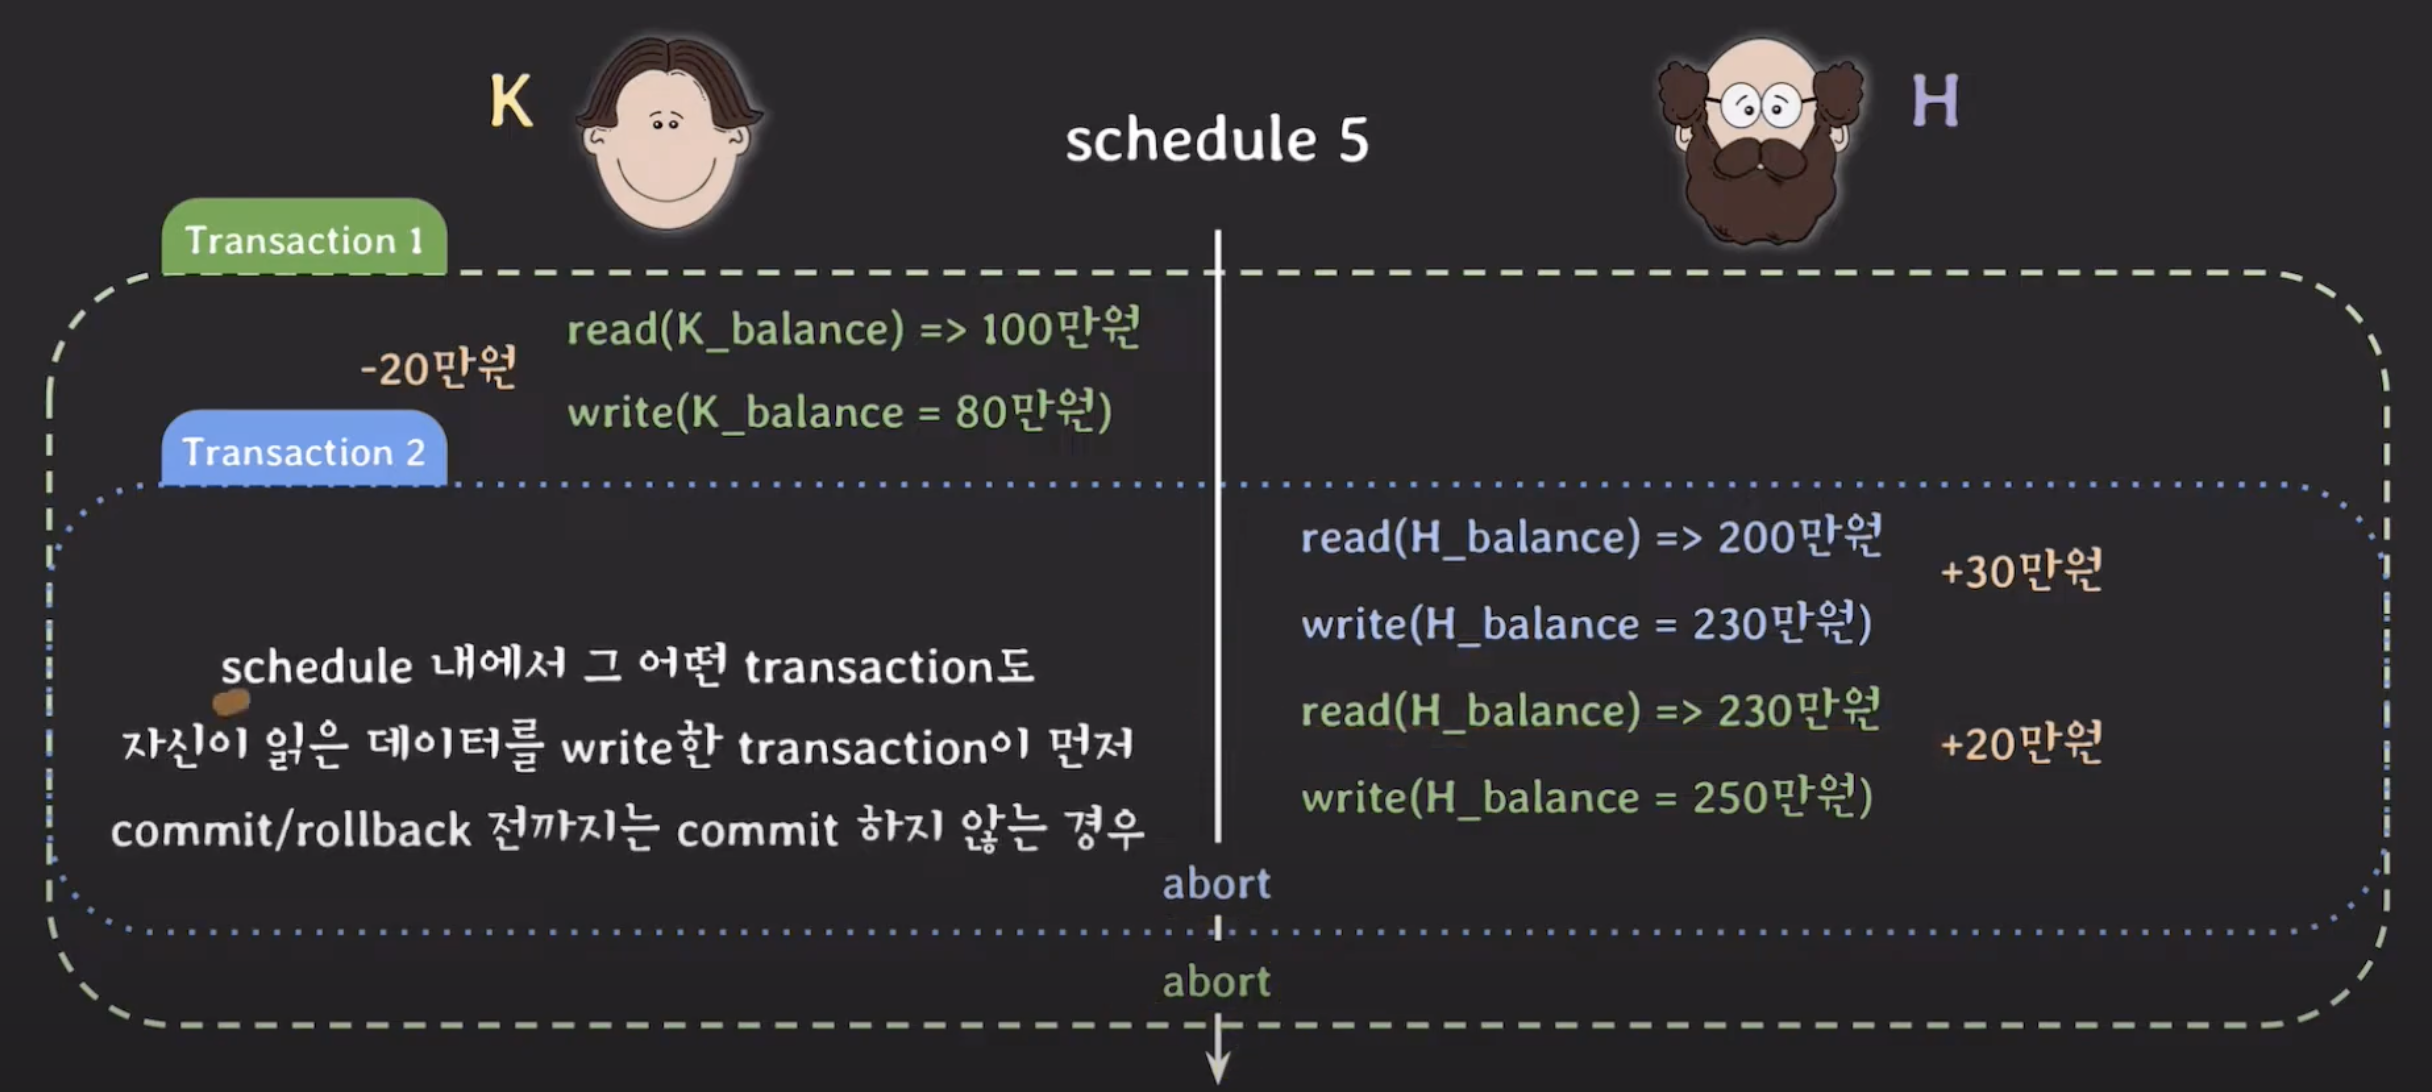 K
schedule 5
H
Transaction 1
read(K_balance) => 100만원
-20만원
write(K_balance = 80만원)
Transaction 2
read(H_balance) => 200만원
+30만원
write(H_balance = 230만원)
schedule 내에서 그 어떤 transaction도
자신이 읽은 데이터를 write한 transaction이 먼저
commit/rollback 전까지는 commit 하지 않는 경우
read(H_balance) => 230만원
+20만원
write(H_balance = 250만원)
abort
abort